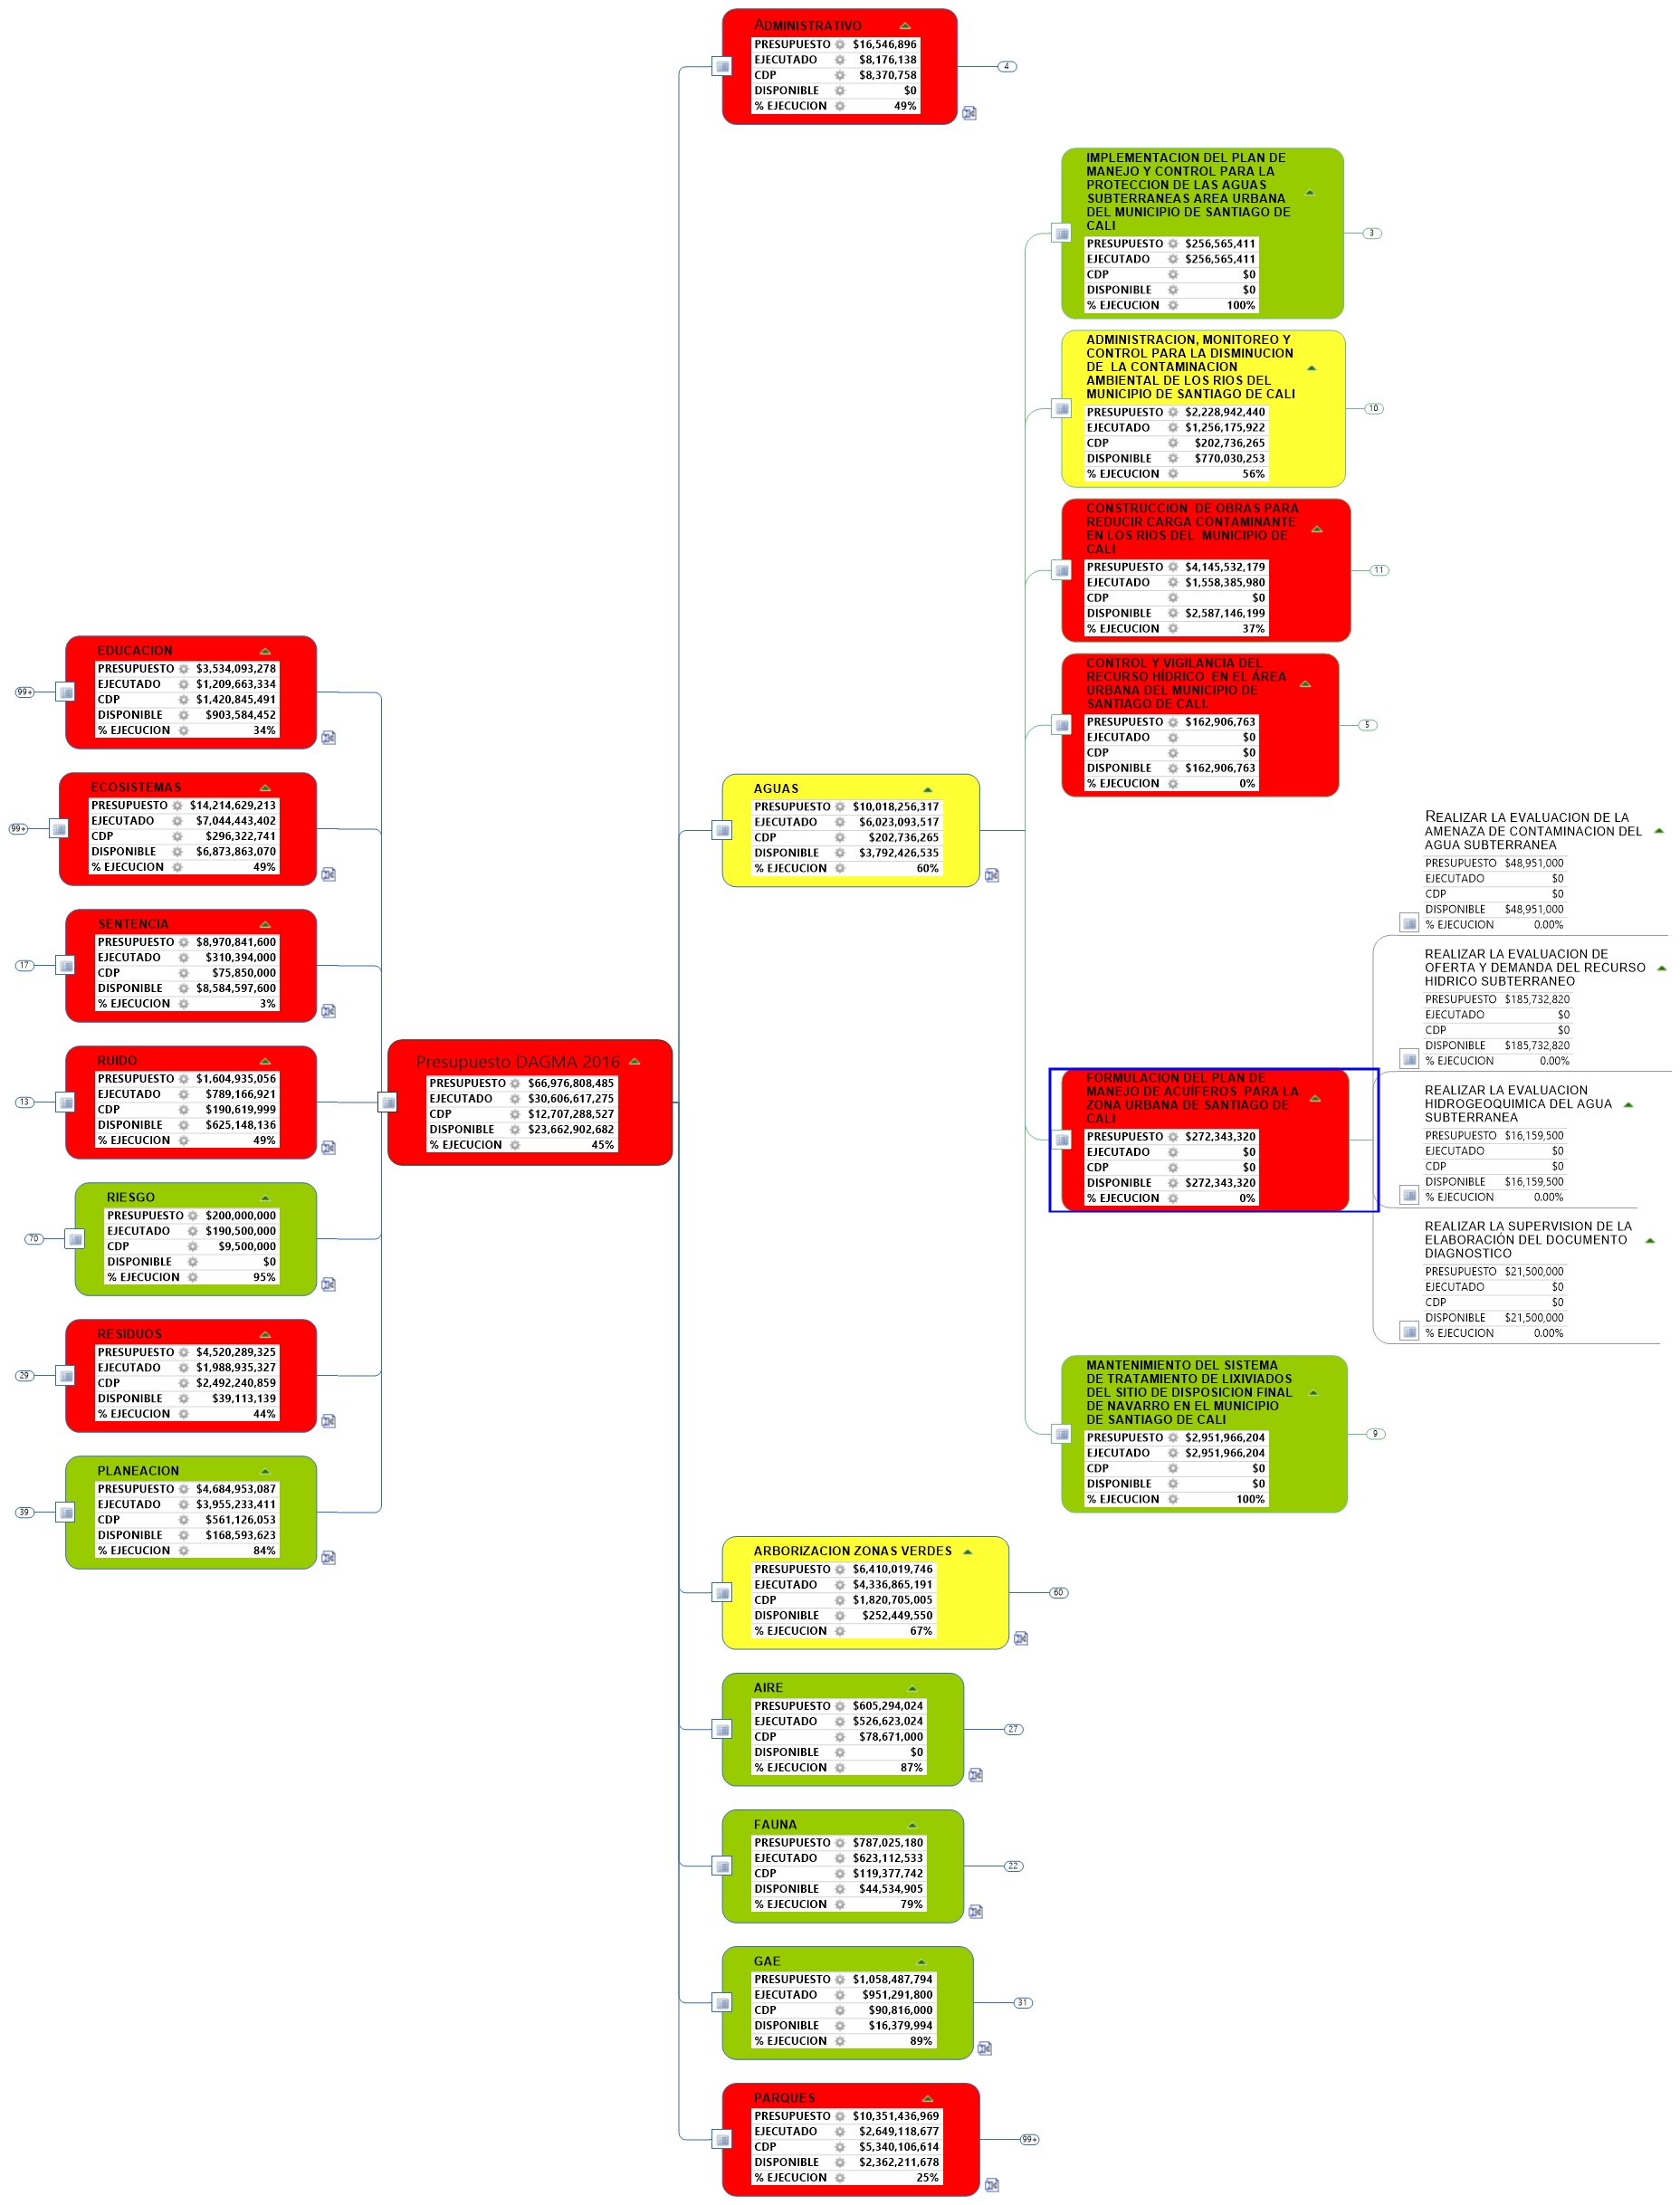 ADMINISTRATIVO
PRESUPUESTO $16,546,896
EJECUTADO $8,176,138
CDP $8,370,758
DISPONIBLE $0
% EJECUCION 49%
4
IMPLEMENTACION DEL PLAN DE
MANEJO Y CONTROL PARA LA
PROTECCION DE LAS AGUAS
SUBTERRANEAS AREA URBANA
DEL MUNICIPIO DE SANTIAGO DE
CALI
PRESUPUESTO $256,565,411
EJECUTADO $256,565,411
CDP $0
DISPONIBLE $0
% EJECUCION 100%
3
ADMINISTRACION, MONITOREO Y
CONTROL PARA LA DISMINUCION
DE LA CONTAMINACION
AMBIENTAL DE LOS RIOS DEL
MUNICIPIO DE SANTIAGO DE CALI
PRESUPUESTO $2,228,942,440
EJECUTADO $1,256,175,922
CDP $202,736,265
DISPONIBLE $770,030,253
% EJECUCION 56%
10
CONSTRUCCION DE OBRAS PARA
REDUCIR CARGA CONTAMINANTE
EN LOS RIOS DEL MUNICIPIO DE
CALI
PRESUPUESTO $4,145,532,179
EJECUTADO $1,558,385,980
CDP $0
DISPONIBLE $2,587,146,199
% EJECUCION 37%
11
CONTROL Y VIGILANCIA DEL
RECURSO HÍDRICO EN EL ÁREA
URBANA DEL MUNICIPIO DE
SANTIAGO DE CALI.
PRESUPUESTO $162,906,763
EJECUTADO $0
CDP $0
DISPONIBLE $162,906,763
% EJECUCION 0%
5
EDUCACION
PRESUPUESTO $3,534,093,278
EJECUTADO $1,209,663,334
CDP $1,420,845,491
DISPONIBLE $903,584,452
% EJECUCION 34%
99+
ECOSISTEMAS
PRESUPUESTO $14,214,629,213
EJECUTADO $7,044,443,402
CDP $296,322,741
DISPONIBLE $6,873,863,070
% EJECUCION 49%
99+
SENTENCIA
PRESUPUESTO $8,970,841,600
EJECUTADO $310,394,000
CDP $75,850,000
DISPONIBLE $8,584,597,600
% EJECUCION 3%
17
RUIDO
PRESUPUESTO $1,604,935,056
EJECUTADO $789,166,921
CDP $190,619,999
DISPONIBLE $625,148,136
% EJECUCION 49%
13
RIESGO
PRESUPUESTO $200,000,000
EJECUTADO $190,500,000
CDP $9,500,000
DISPONIBLE $0
% EJECUCION 95%
70
RESIDUOS
PRESUPUESTO $4,520,289,325
EJECUTADO $1,988,935,327
CDP $2,492,240,859
DISPONIBLE $39,113,139
% EJECUCION 44%
29
PLANEACION
PRESUPUESTO $4,684,953,087
EJECUTADO $3,955,233,411
CDP $561,126,053
DISPONIBLE $168,593,623
% EJECUCION 84%
39
Presupuesto DAGMA 2016
PRESUPUESTO $66,976,808,485
EJECUTADO $30,606,617,275
CDP $12,707,288,527
DISPONIBLE $23,662,902,682
% EJECUCION 45%
AGUAS
PRESUPUESTO $10,018,256,317
EJECUTADO $6,023,093,517
CDP $202,736,265
DISPONIBLE $3,792,426,535
% EJECUCION 60%
FORMULACION DEL PLAN DE
MANEJO DE ACUÍFEROS PARA LA
ZONA URBANA DE SANTIAGO DE
CALI
PRESUPUESTO $272,343,320
EJECUTADO $0
CDP $0
DISPONIBLE $272,343,320
% EJECUCION 0%
REALIZAR LA EVALUACION DE LA
AMENAZA DE CONTAMINACION DEL
AGUA SUBTERRANEA
PRESUPUESTO $48,951,000
EJECUTADO $0
CDP $0
DISPONIBLE $48,951,000
% EJECUCION 0.00%
REALIZAR LA EVALUACION DE
OFERTA Y DEMANDA DEL RECURSO
HIDRICO SUBTERRANEO
PRESUPUESTO $185,732,820
EJECUTADO $0
CDP $0
DISPONIBLE $185,732,820
% EJECUCION 0.00%
REALIZAR LA EVALUACION
HIDROGEOQUIMICA DEL AGUA
SUBTERRANEA
PRESUPUESTO $16,159,500
EJECUTADO $0
CDP $0
DISPONIBLE $16,159,500
% EJECUCION 0.00%
REALIZAR LA SUPERVISION DE LA
ELABORACIÓN DEL DOCUMENTO
DIAGNOSTICO
PRESUPUESTO $21,500,000
EJECUTADO $0
CDP $0
DISPONIBLE $21,500,000
% EJECUCION 0.00%
MANTENIMIENTO DEL SISTEMA
DE TRATAMIENTO DE LIXIVIADOS
DEL SITIO DE DISPOSICION FINAL
DE NAVARRO EN EL MUNICIPIO
DE SANTIAGO DE CALI
PRESUPUESTO $2,951,966,204
EJECUTADO $2,951,966,204
CDP $0
DISPONIBLE $0
% EJECUCION 100%
9
ARBORIZACION ZONAS VERDES
PRESUPUESTO $6,410,019,746
EJECUTADO $4,336,865,191
CDP $1,820,705,005
DISPONIBLE $252,449,550
% EJECUCION 67%
60
AIRE
PRESUPUESTO $605,294,024
EJECUTADO $526,623,024
CDP $78,671,000
DISPONIBLE $0
% EJECUCION 87%
27
FAUNA
PRESUPUESTO $787,025,180
EJECUTADO $623,112,533
CDP $119,377,742
DISPONIBLE $44,534,905
% EJECUCION 79%
22
GAE
PRESUPUESTO $1,058,487,794
EJECUTADO $951,291,800
CDP $90,816,000
DISPONIBLE $16,379,994
% EJECUCION 89%
31
PARQUES
PRESUPUESTO $10,351,436,969
EJECUTADO $2,649,118,677
CDP $5,340,106,614
DISPONIBLE $2,362,211,678
% EJECUCION 25%
99+